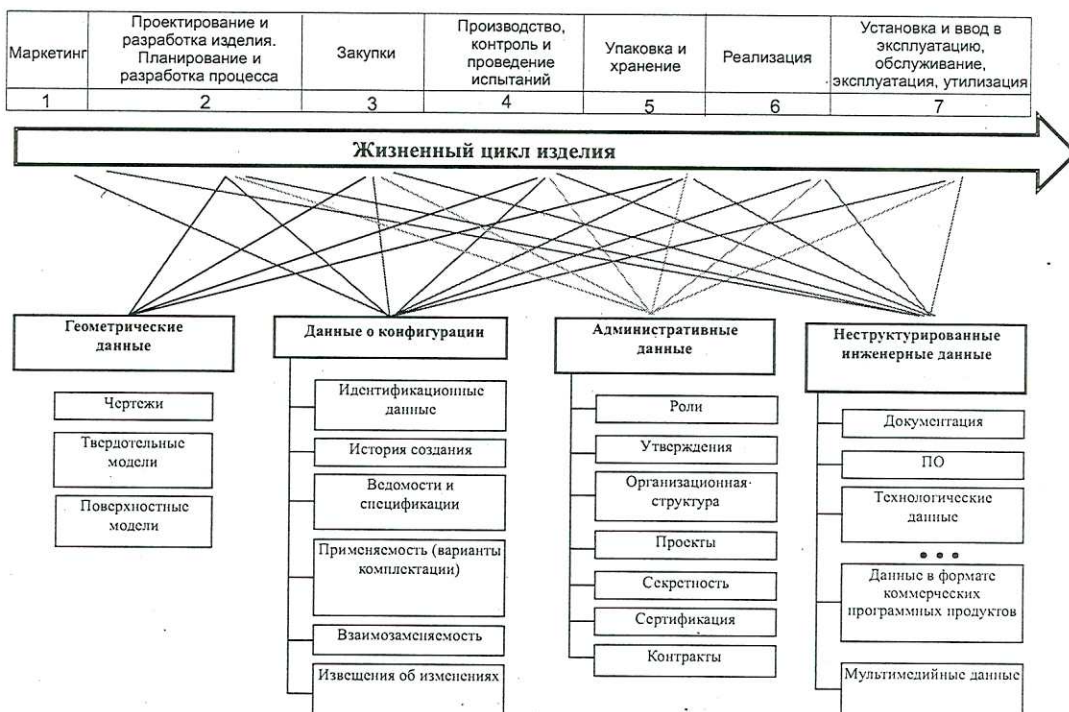 Маркетинг
Проектирование и
разработка изделия.
Планирование и
разработка процесса
Закупки
Производство,
контроль и
проведение
испытаний
Упаковка и
хранение
Реализация
Установка и ввод в
эксплуатацию,
обслуживание,
эксплуатация, утилизация
1
2
3
4
5
6
7
Жизненный цикл изделия
Геометрические
данные
Чертежи
Твердотельные
модели
Поверхностные
модели
Данные о конфигурации
Идентификационные
данные
История создания
Ведомости и
спецификации
Применяемость (варианты
комплектации)
Взаимозаменяемость
Извещения об изменениях
Административные
данные
Роли
Утверждения
Организационная
структура
Проекты
Секретность
Сертификация
Контракты
Неструктурированные
инженерные данные
Документация
ПО
Технологические
данные
• • •
Данные в формате
коммерческих
программных продуктов
Мультимедийные данные